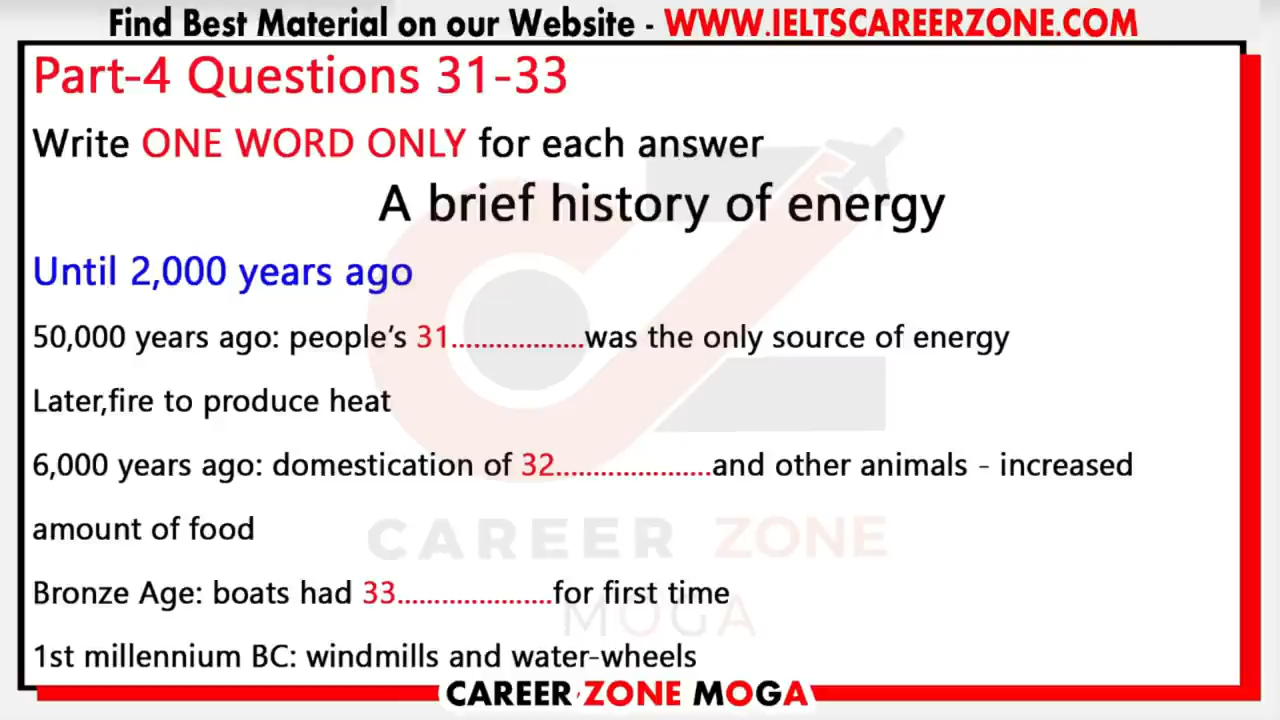 Find Best Material on our Website - WWW.IELTSCAREERZONE.COM
Part-4 Questions 31-33
Write ONE WORD ONLY for each answer
A brief history of energy
Until 2,000 years ago
50,000 years ago: people's 31..................was the only source of energy
Later,fire to produce heat
6,000 years ago: domestication of 32.....................and other animals - increased
amount of food
CAREER ZONE
Bronze Age: boats had 33.....................for first time
MOGA
1st millennium BC: windmills and water-wheels
CAREER ZONE MOGA